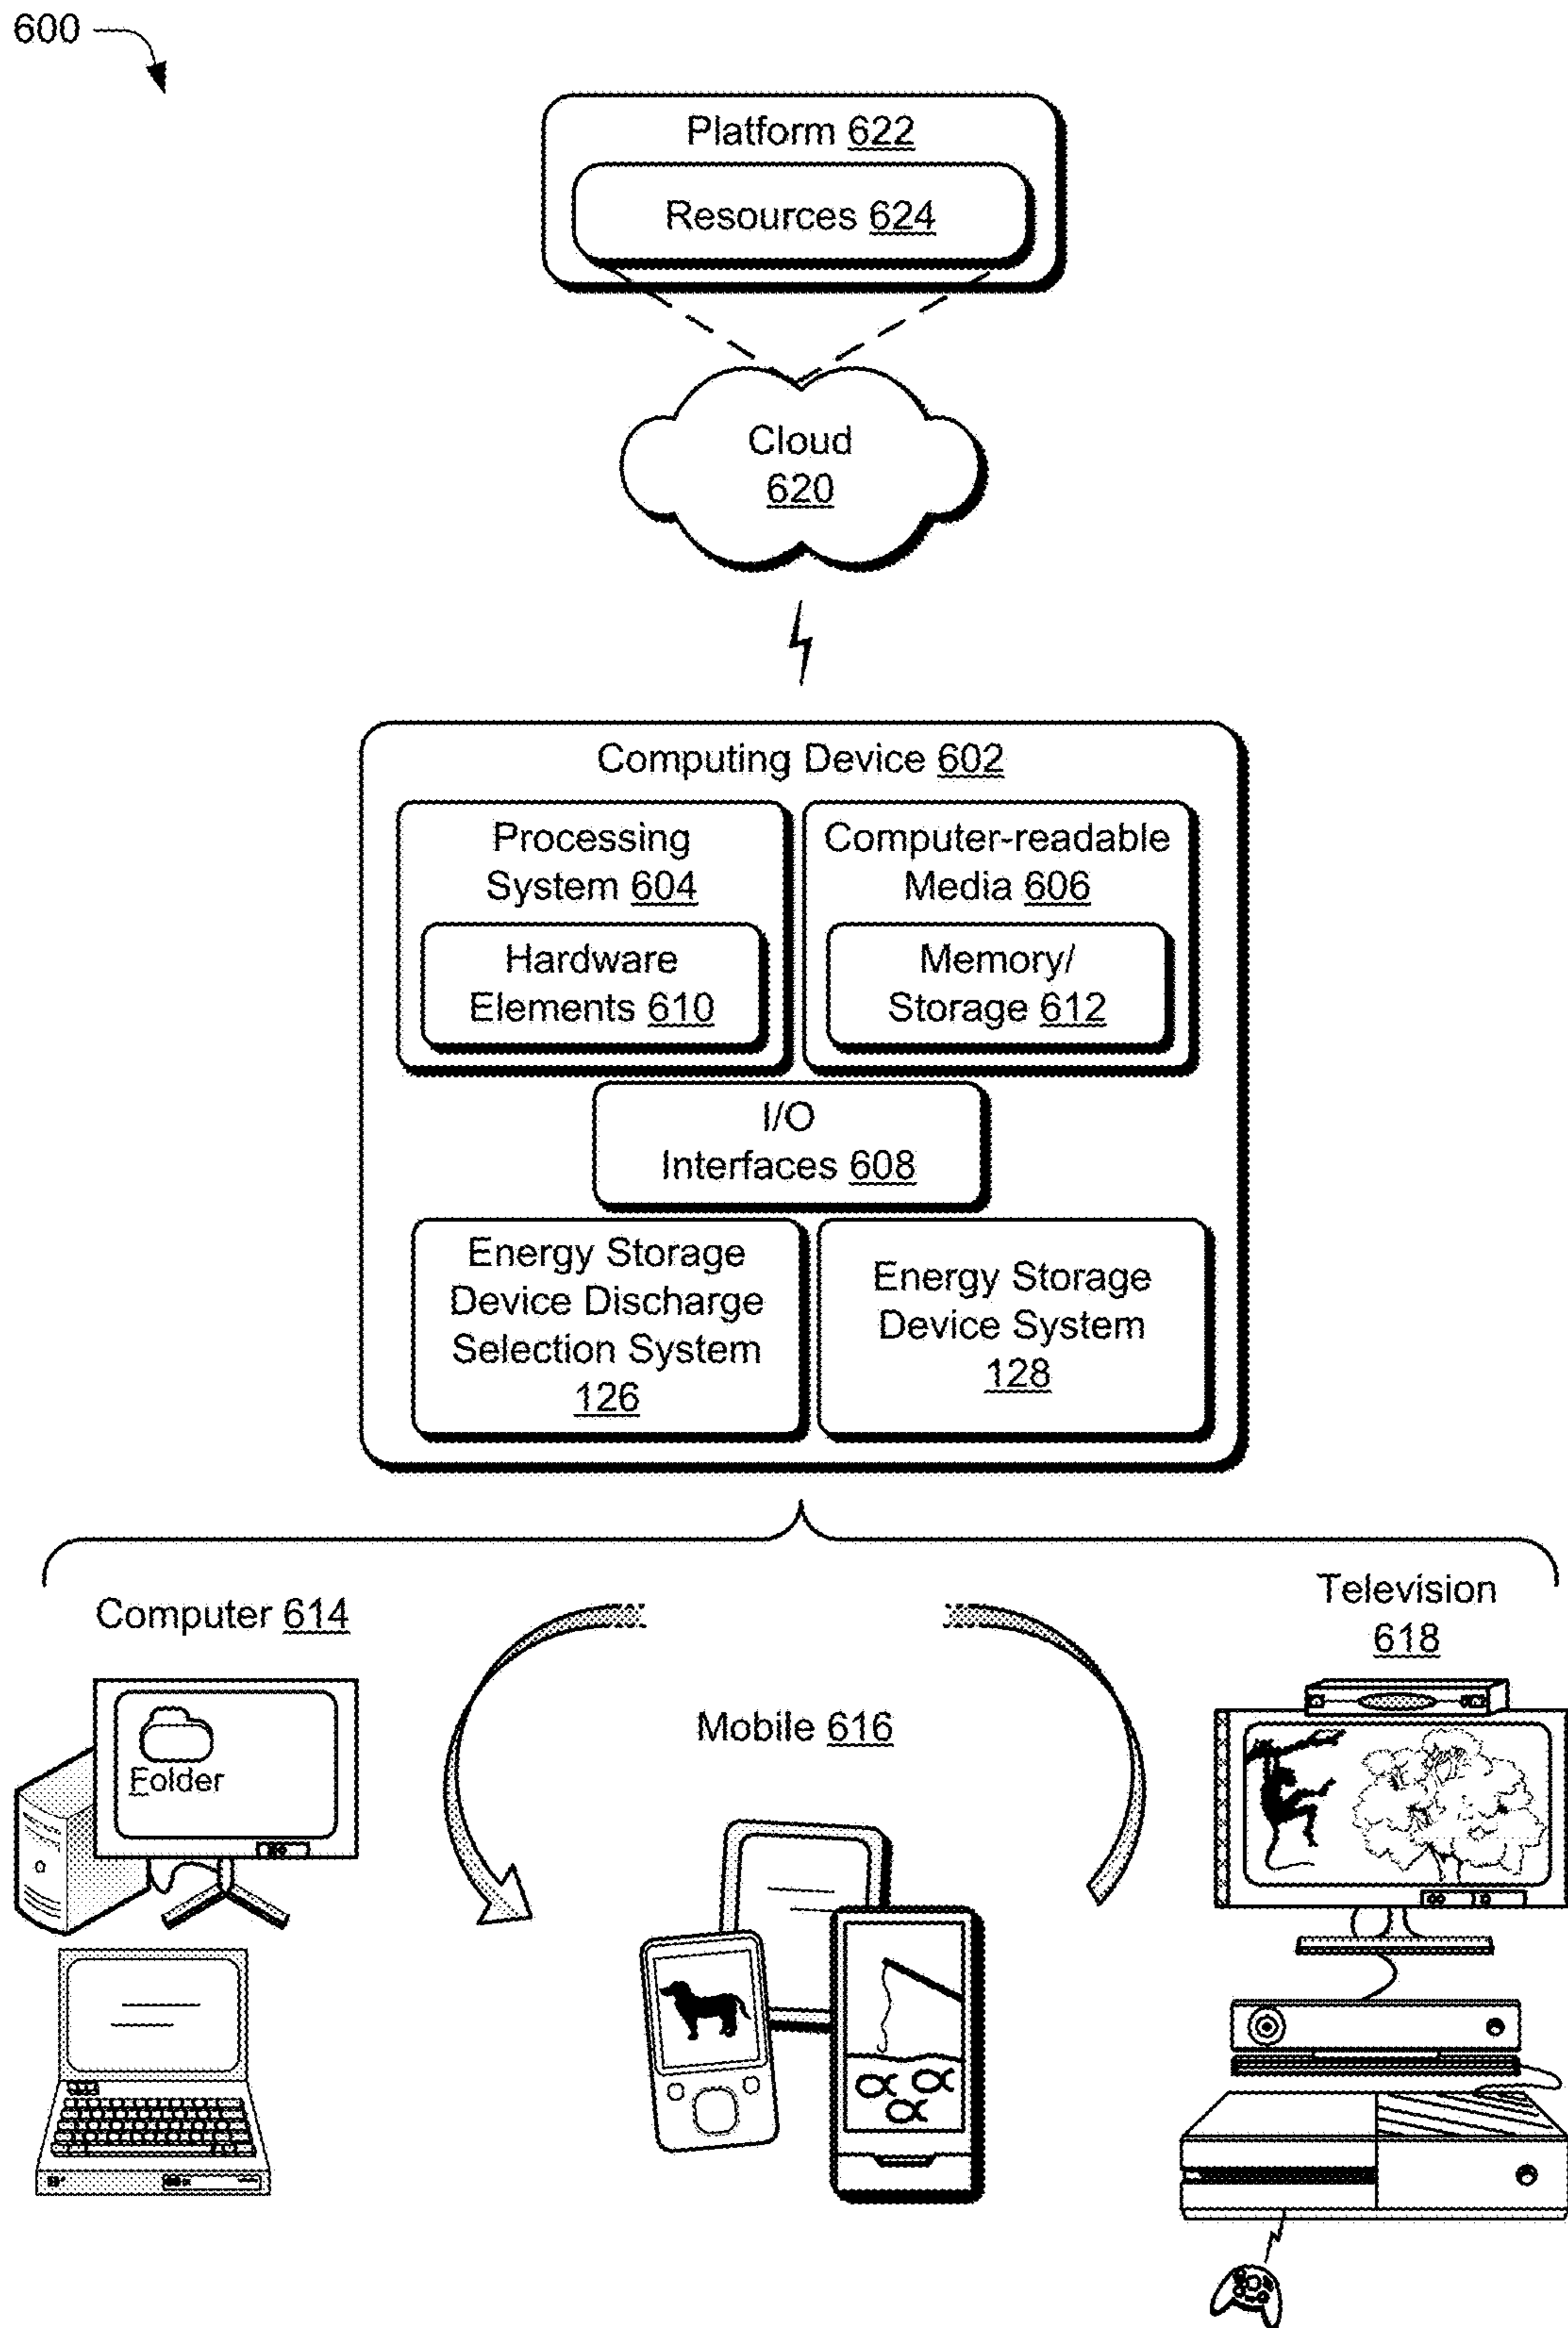 600
Platform 622
Resources 624
Cloud
620
Computing Device 602
Processing
System 604
Hardware
Elements 610
Computer-readable
Media 606
Memory/
Storage 612
I/O
Interfaces 608
Energy Storage
Device Discharge
Selection System
126
Energy Storage
Device System
128
Computer 614
Folder
Mobile 616
Television
618